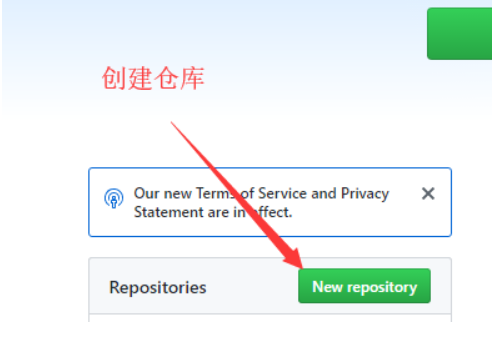 创建仓库
Our new Terms of Service and Privacy
Statement are in effect.
Repositories
New repository